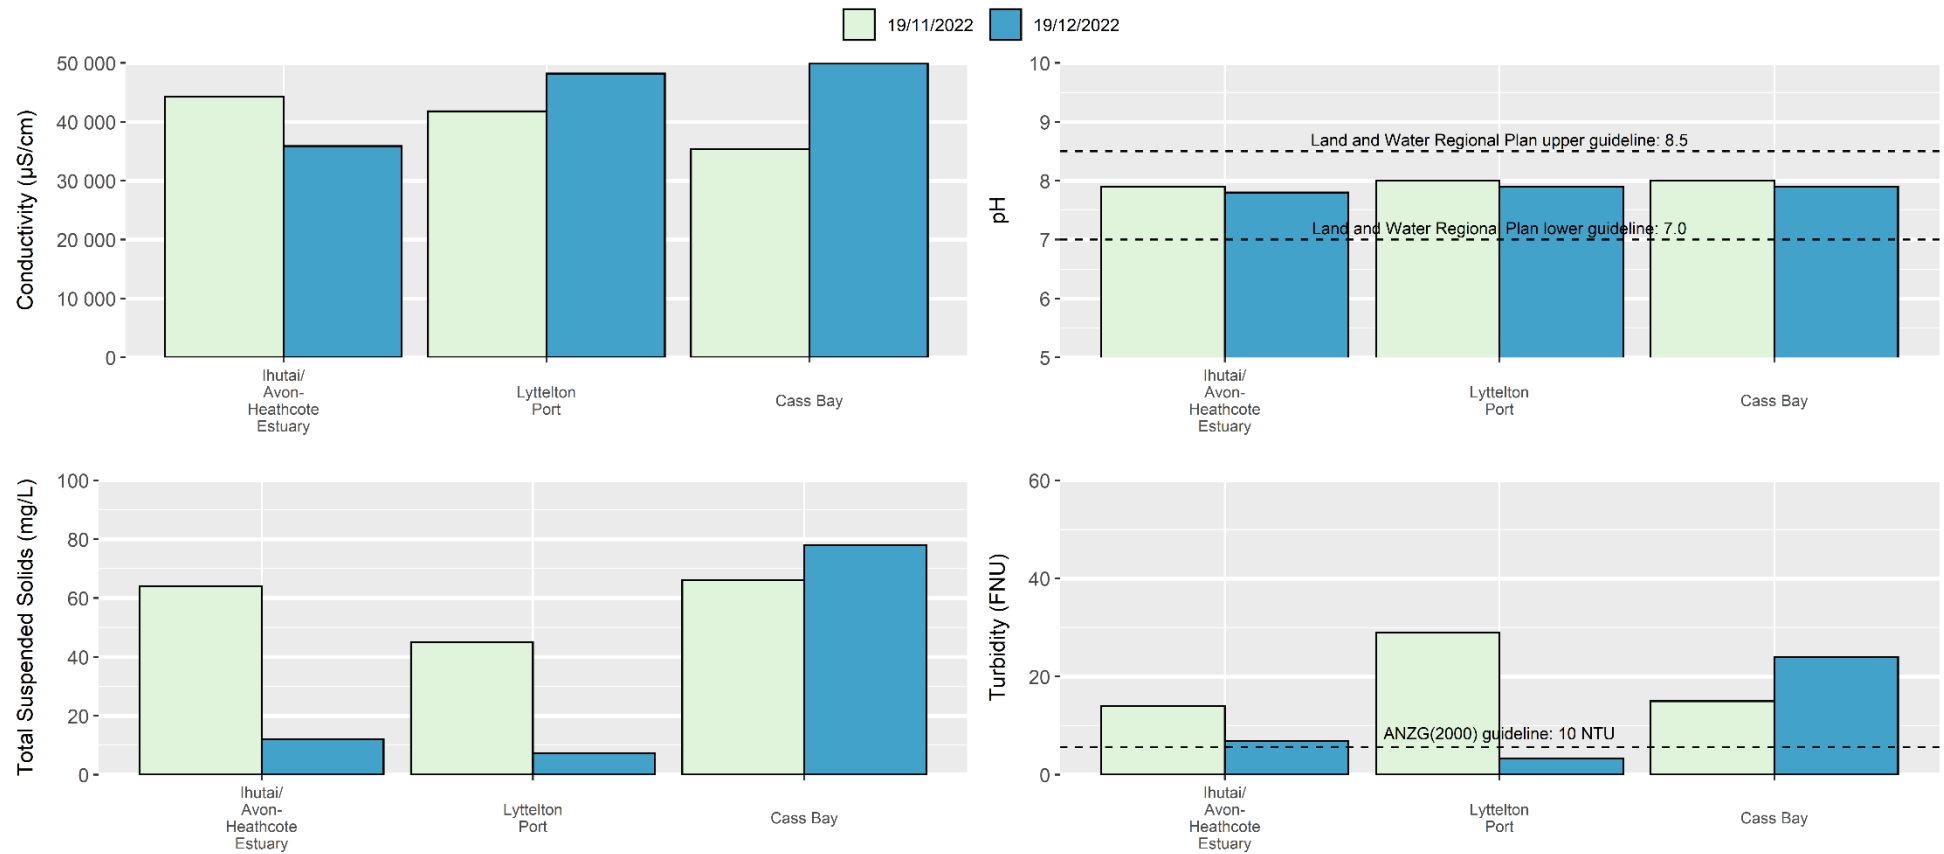 19/11/2022 19/12/2022
Conductivity (µS/cm)
50 000
40 000
30 000
20 000
10 000
0
Ihutai/
Avon-
Heathcote
Estuary
Lyttelton
Port
Cass Bay
pH
10
9
8
7
6
5
Land and Water Regional Plan upper guideline: 8.5
Land and Water Regional Plan lower guideline: 7.0
Ihutai/
Avon-
Heathcote
Estuary
Lyttelton
Port
Cass Bay
Total Suspended Solids (mg/L)
100
80
60
40
20
0
Ihutai/
Avon-
Heathcote
Estuary
Lyttelton
Port
Cass Bay
Turbidity (FNU)
60
40
20
0
ANZG(2000) guideline: 10 NTU
Ihutai/
Avon-
Heathcote
Estuary
Lyttelton
Port
Cass Bay